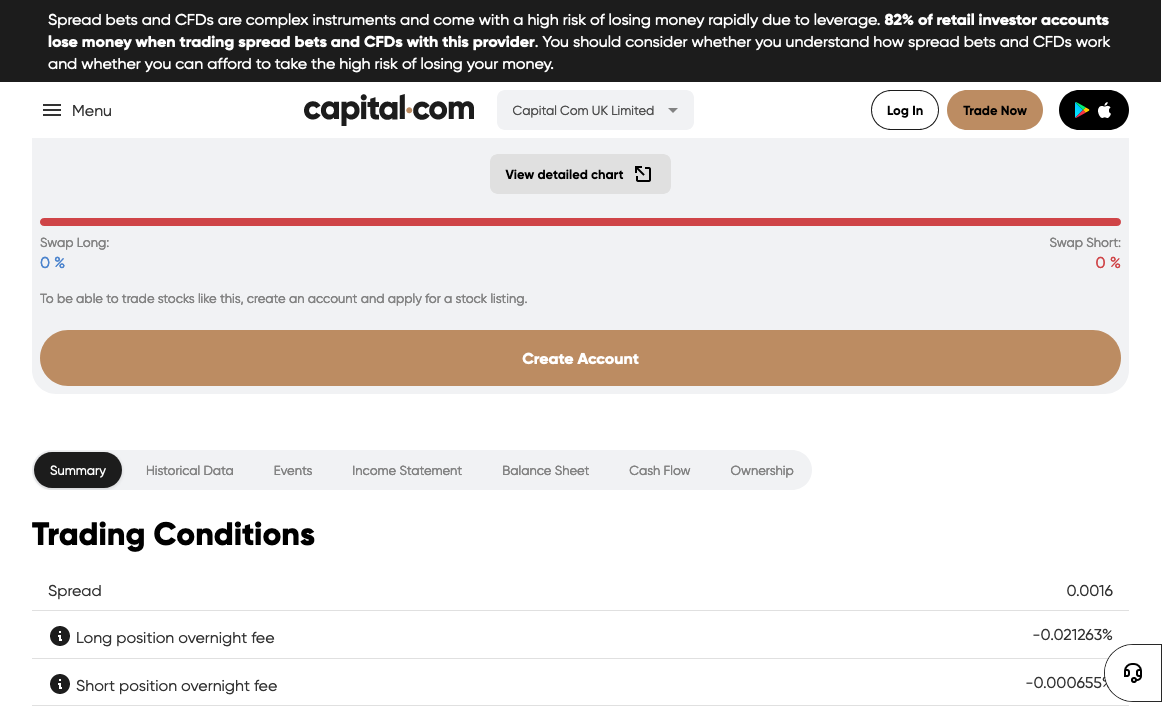 Spread bets and CFDs are complex instruments and come with a high risk of losing money rapidly due to leverage. 82% of retail investor accounts
lose money when trading spread bets and CFDs with this provider. You should consider whether you understand how spread bets and CFDs work
and whether you can afford to take the high risk of losing your money.
Menu
capital.com
Capital Com UK Limited
Log In
Trade Now
View detailed chart
Swap Long:
Swap Short:
0 %
0 %
To be able to trade stocks like this, create an account and apply for a stock listing.
Create Account
Summary Historical Data Events Income Statement Balance Sheet Cash Flow Ownership
Trading Conditions
Spread 0.0016
Long position overnight fee -0.021263%
Short position overnight fee -0.000655%